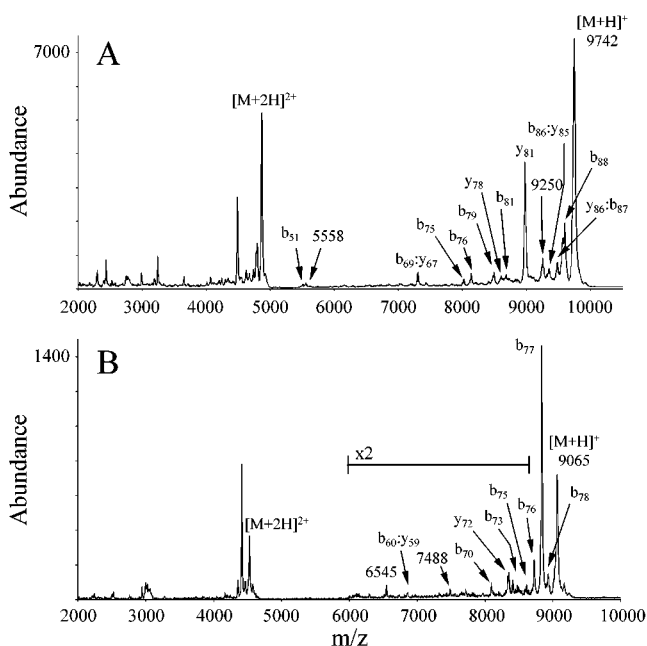 A
7000
Abundance
[M+2H]²⁺
[M+H]⁺
9742
b₈₆:y₈₅
y₈₁
9250
b₈₈
y₇₈
b₈₁
b₇₉
y₈₆:b₈₇
b₇₅
b₇₆
b₆₉:y₆₇
b₅₁
5558
2000 3000 4000 5000 6000 7000 8000 9000 10000
m/z
B
1400
Abundance
b₇₇
[M+H]⁺
9065
x2
[M+2H]²⁺
b₇₅
b₇₆
b₇₈
b₇₃
y₇₂
b₆₀:y₅₉
b₇₀
7488
6545
2000 3000 4000 5000 6000 7000 8000 9000 10000
m/z